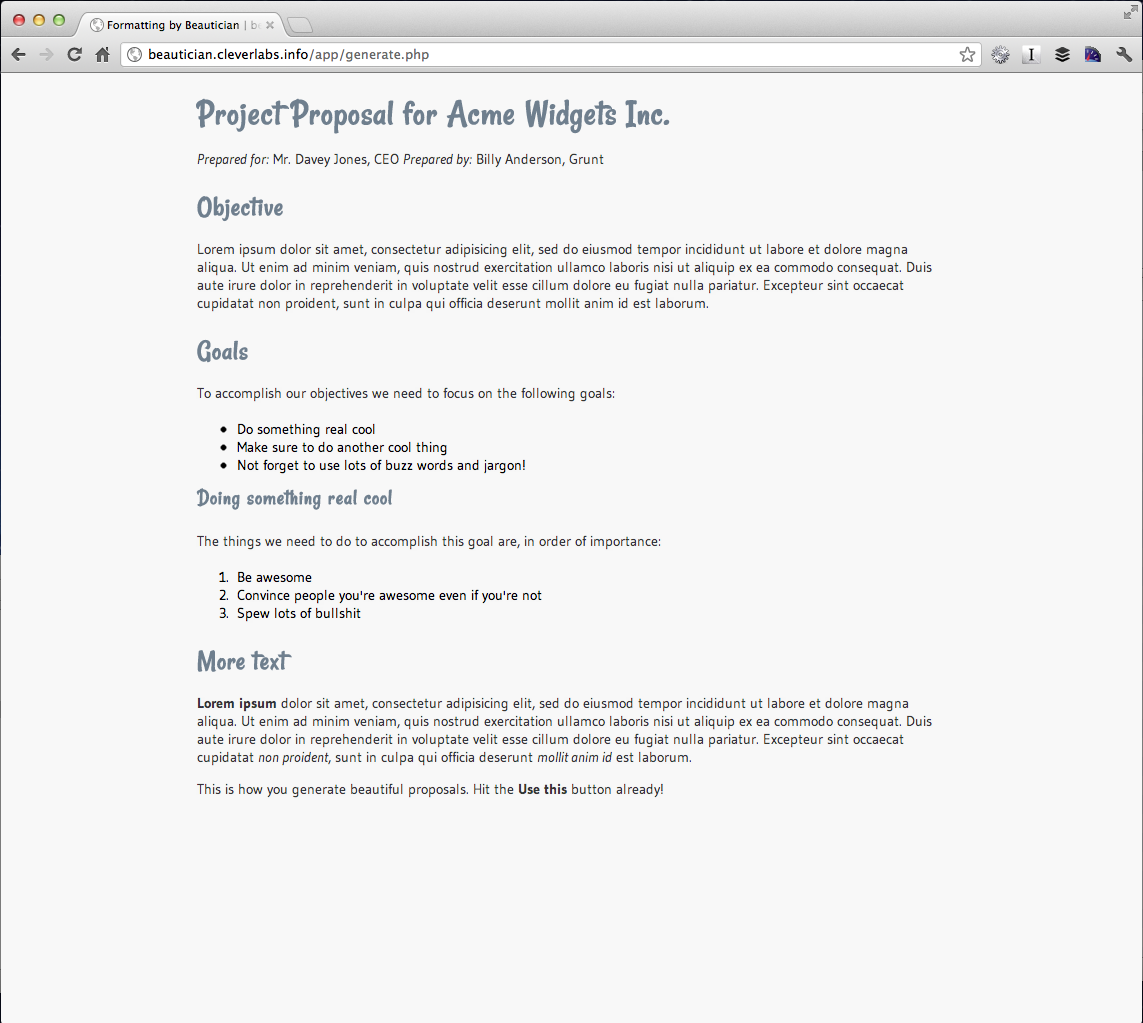 Formatting by Beautician | be
beautician.cleverlabs.info/app/generate.php
Project Proposal for Acme Widgets Inc.
Prepared for: Mr. Davey Jones, CEO Prepared by: Billy Anderson, Grunt
Objective
Lorem ipsum dolor sit amet, consectetur adipisicing elit, sed do eiusmod tempor incididunt ut labore et dolore magna
aliqua. Ut enim ad minim veniam, quis nostrud exercitation ullamco laboris nisi ut aliquip ex ea commodo consequat. Duis
aute irure dolor in reprehenderit in voluptate velit esse cillum dolore eu fugiat nulla pariatur. Excepteur sint occaecat
cupidatat non proident, sunt in culpa qui officia deserunt mollit anim id est laborum.
Goals
To accomplish our objectives we need to focus on the following goals:
• Do something real cool
• Make sure to do another cool thing
• Not forget to use lots of buzz words and jargon!
Doing something real cool
The things we need to do to accomplish this goal are, in order of importance:
1. Be awesome
2. Convince people you're awesome even if you're not
3. Spew lots of bullshit
More text
Lorem ipsum dolor sit amet, consectetur adipisicing elit, sed do eiusmod tempor incididunt ut labore et dolore magna
aliqua. Ut enim ad minim veniam, quis nostrud exercitation ullamco laboris nisi ut aliquip ex ea commodo consequat. Duis
aute irure dolor in reprehenderit in voluptate velit esse cillum dolore eu fugiat nulla pariatur. Excepteur sint occaecat
cupidatat non proident, sunt in culpa qui officia deserunt mollit anim id est laborum.
This is how you generate beautiful proposals. Hit the Use this button already!